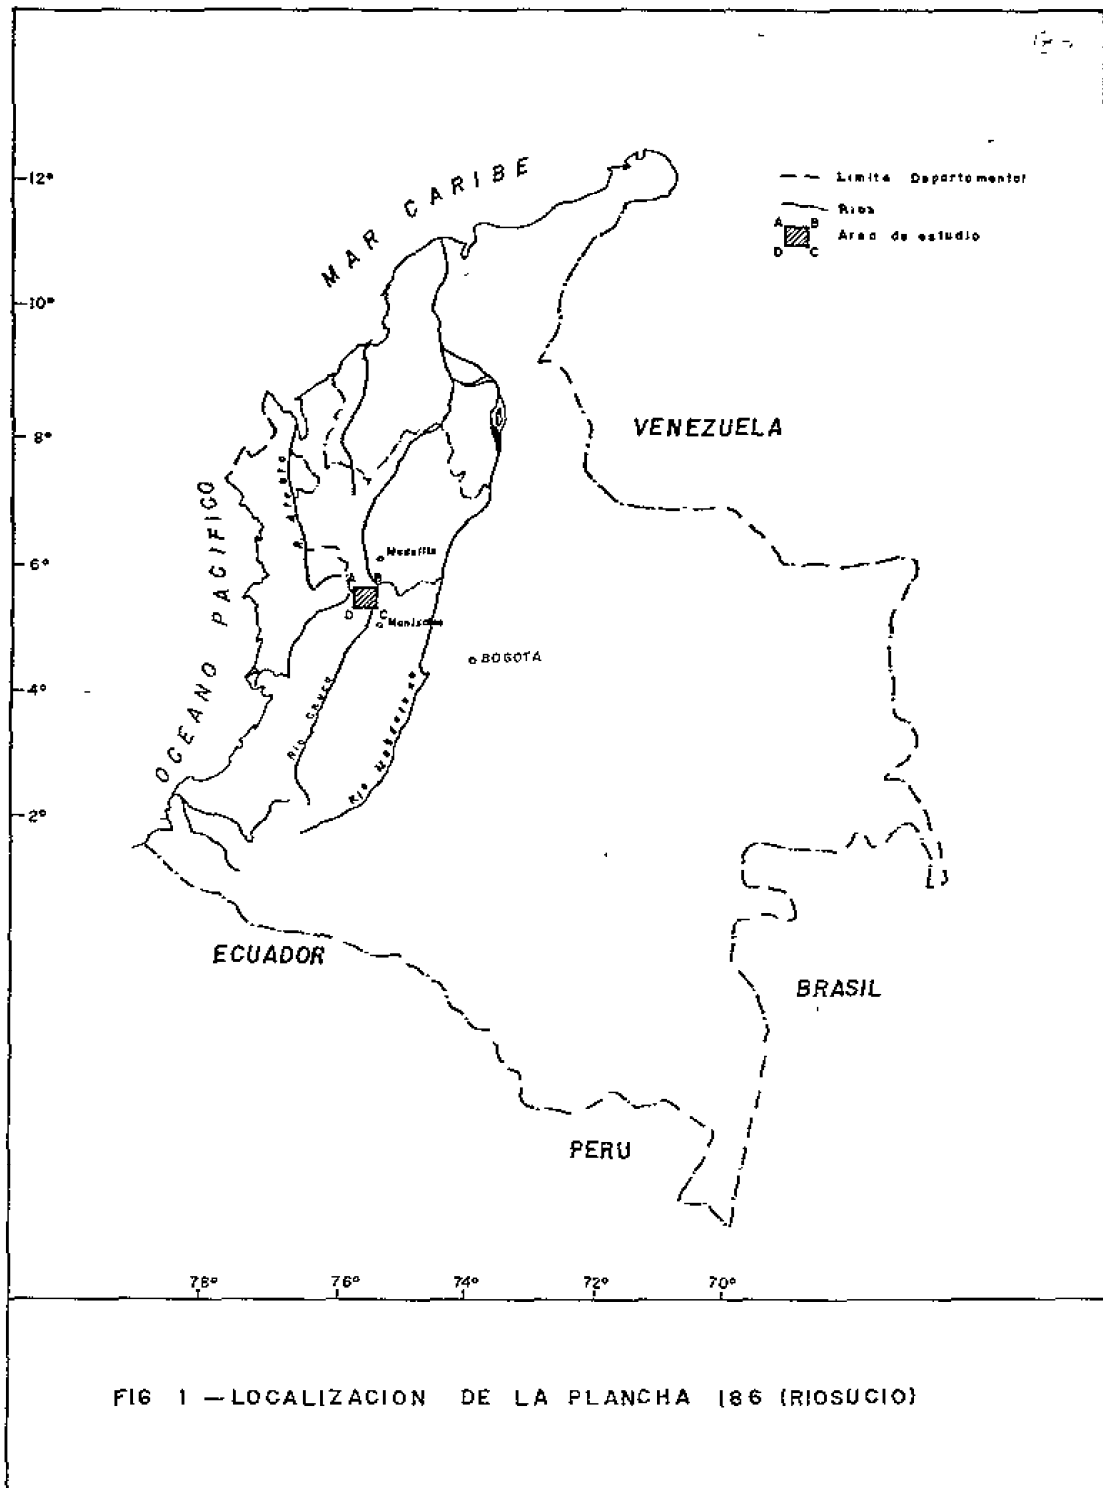 MAR CARIBE
Limite Departamental
Rios
A B
Area de estudio
D C
12°
10°
8°
6°
4°
2°
VENEZUELA
OCEANO PACIFICO
R. Atrato
Medellin
A B
D C
Manizales
BOGOTA
RIO CAUCA
RIO
ECUADOR
BRASIL
PERU
78° 76° 74° 72° 70°
FIG 1 — LOCALIZACION DE LA PLANCHA 186 (RIOSUCIO)